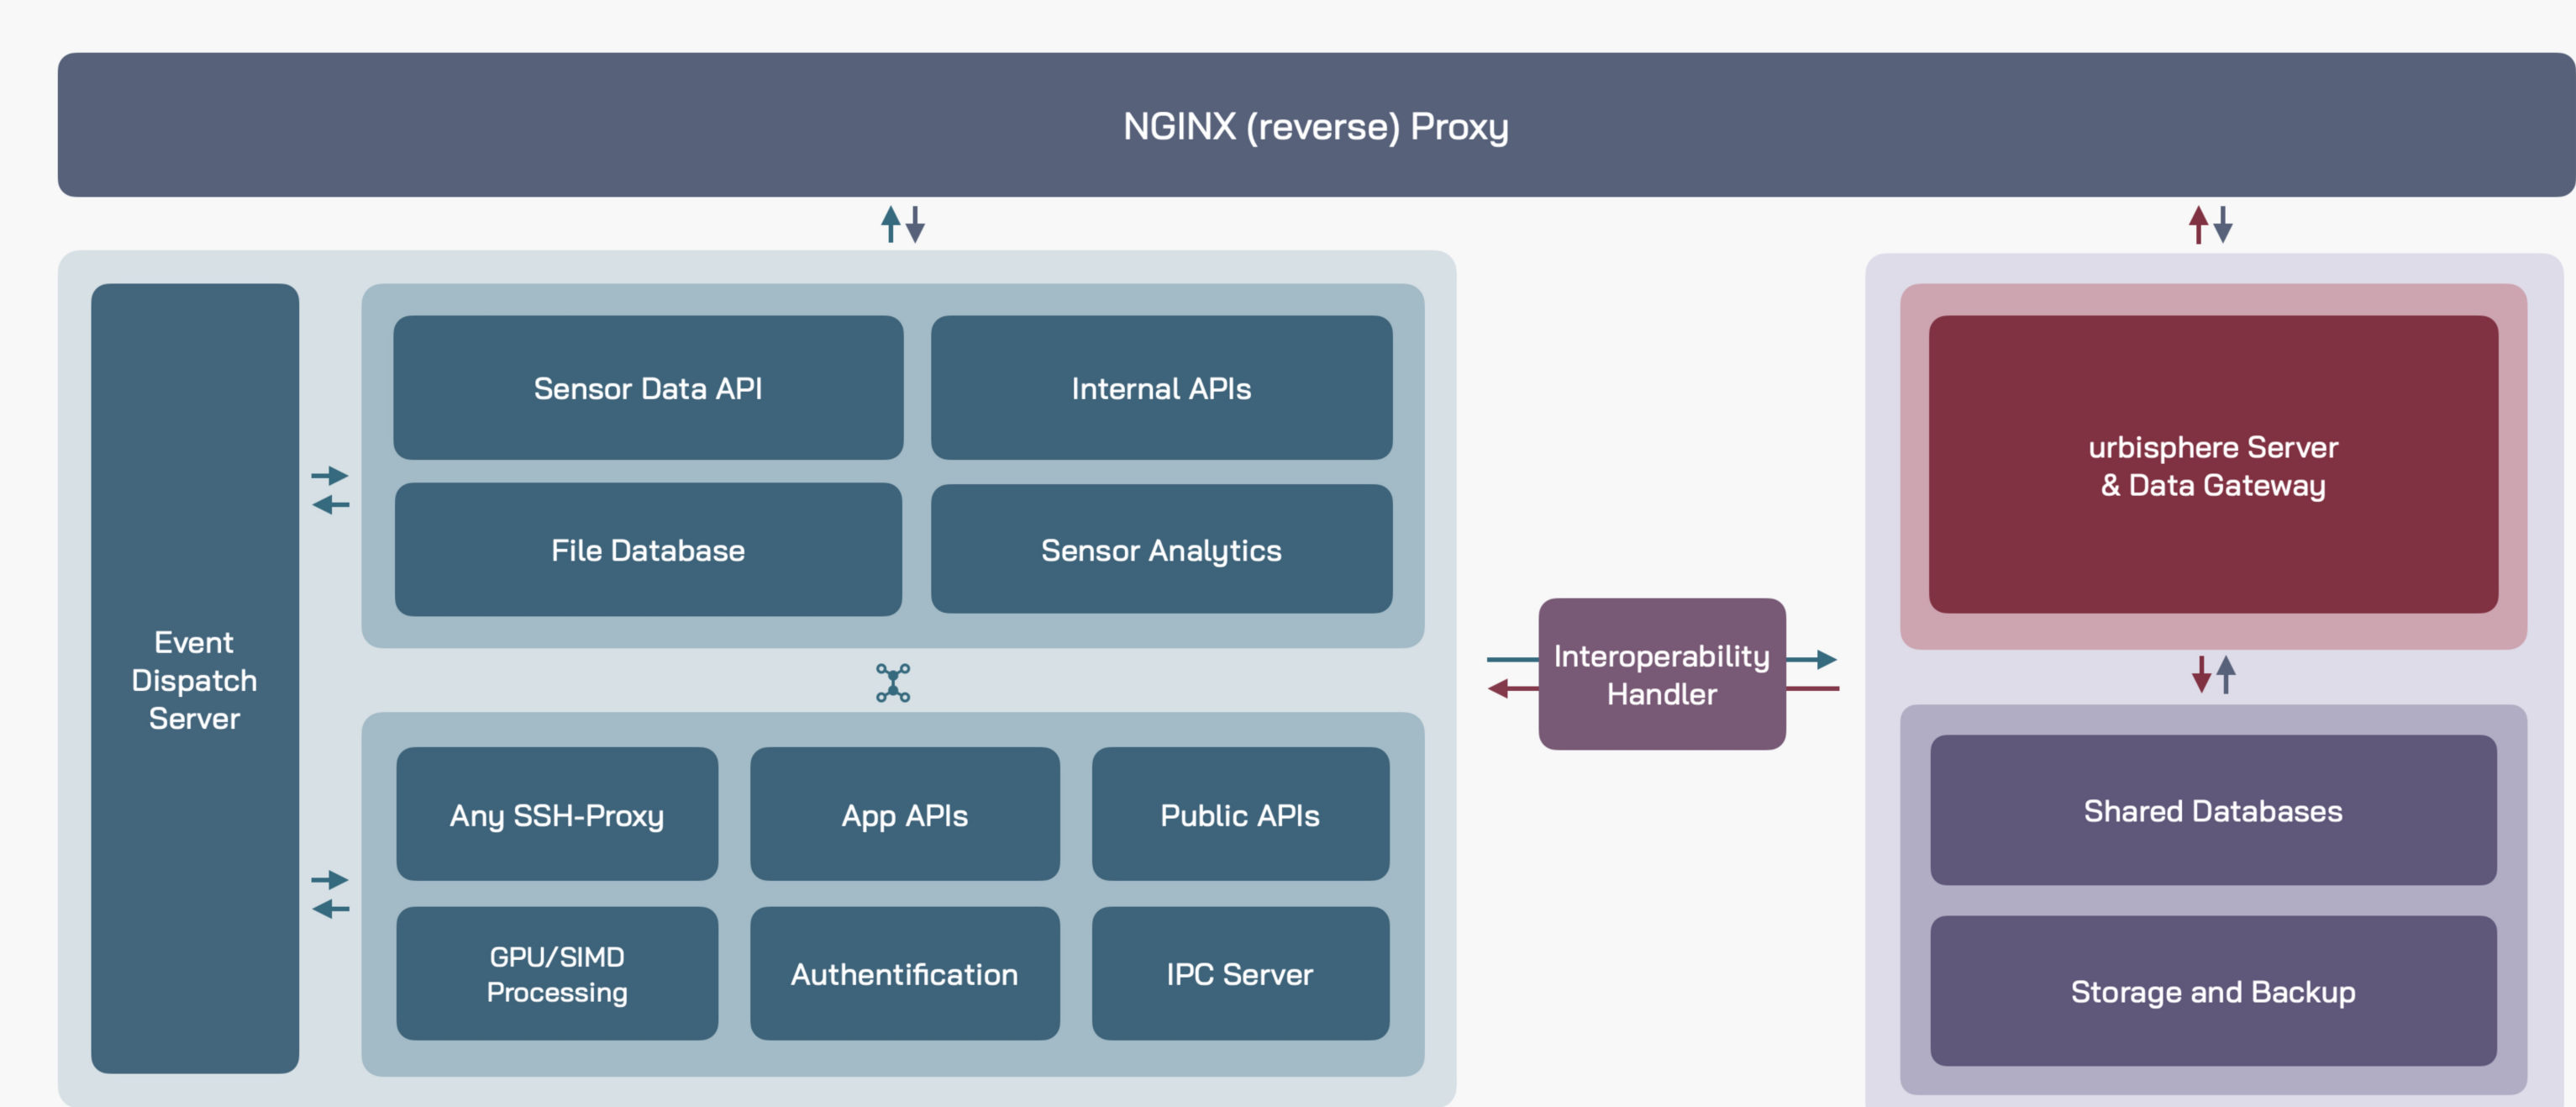 NGINX (reverse) Proxy
Sensor Data API
Internal APIs
File Database
Sensor Analytics
Event
Dispatch
Server
Any SSH-Proxy
App APIs
Public APIs
GPU/SIMD
Processing
Authentification
IPC Server
Interoperability
Handler
urbisphere Server
& Data Gateway
Shared Databases
Storage and Backup